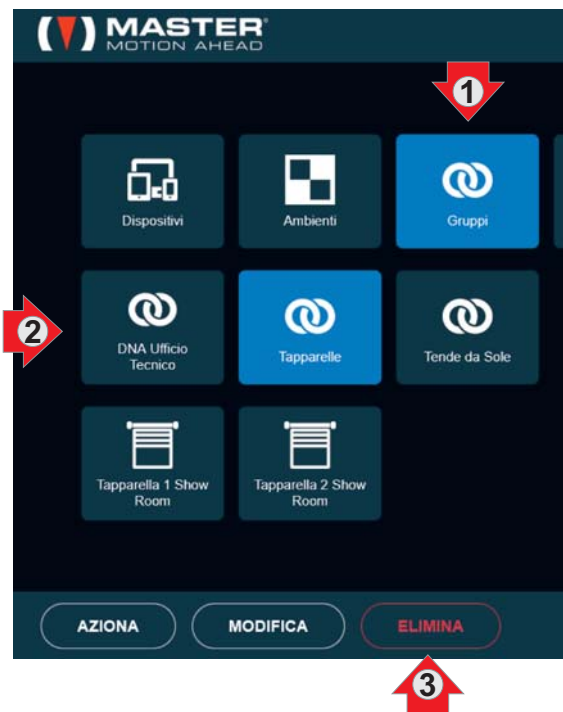 MASTER
MOTION AHEAD
1
Dispositivi
Ambienti
Gruppi
2
DNA Ufficio
Tecnico
Tapparelle
Tende da Sole
Tapparella 1 Show
Room
Tapparella 2 Show
Room
AZIONA
MODIFICA
ELIMINA
3